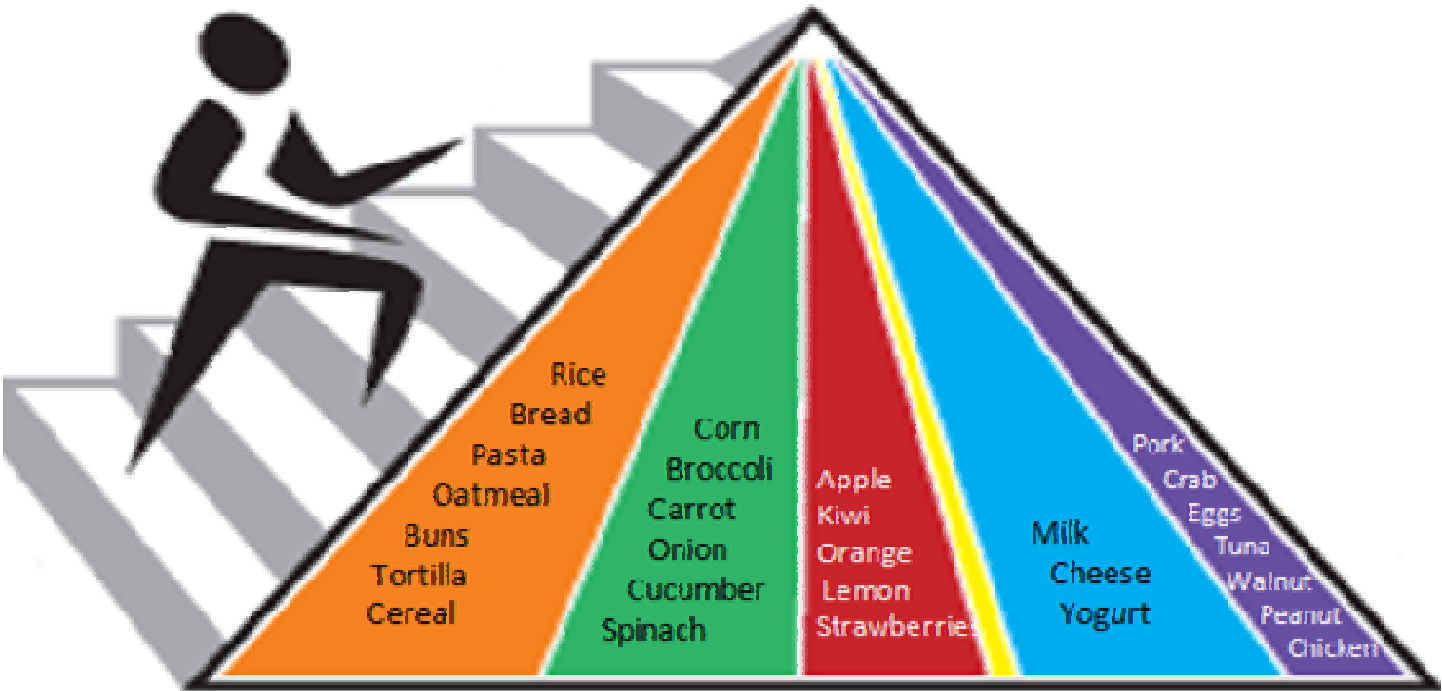 Rice
Bread
Pasta
Oatmeal
Buns
Tortilla
Cereal
Corn
Broccoli
Carrot
Onion
Cucumber
Spinach
Apple
Kiwi
Orange
Lemon
Strawberries
Milk
Cheese
Yogurt
Pork
Crab
Eggs
Tuna
Walnut
Peanut
Chicken